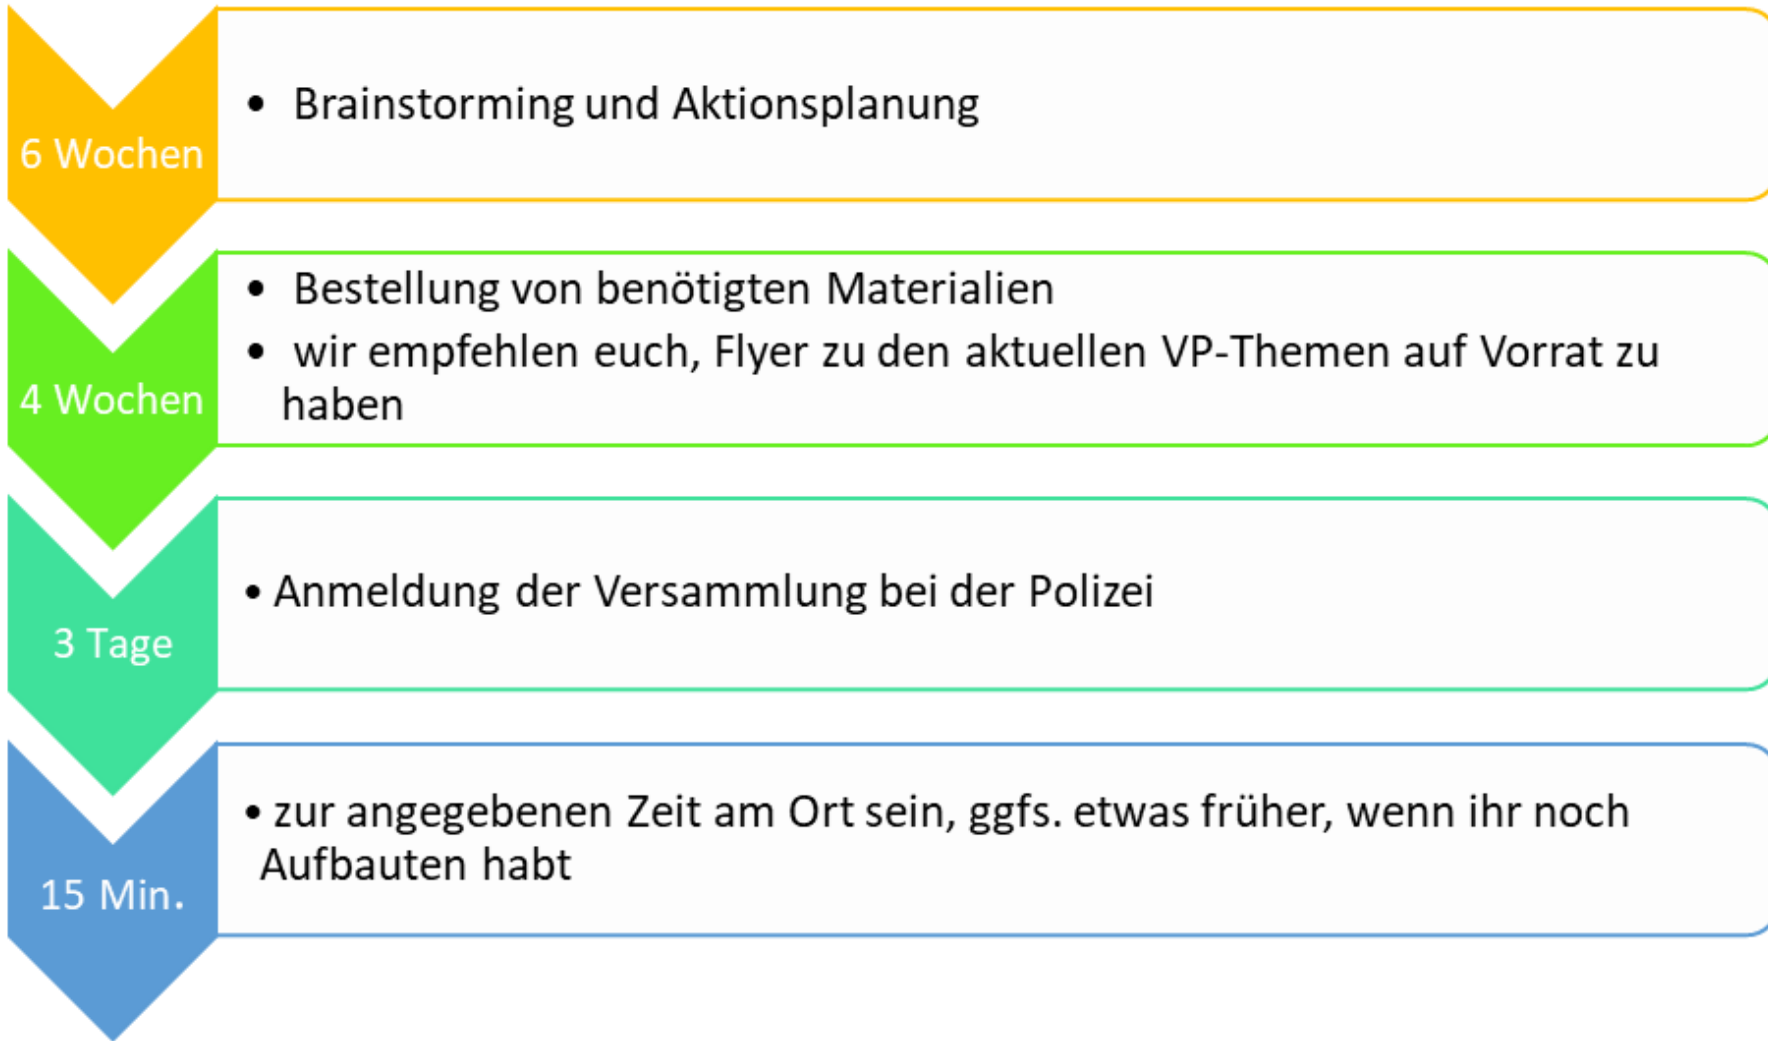 6 Wochen
• Brainstorming und Aktionsplanung
4 Wochen
• Bestellung von benötigten Materialien
• wir empfehlen euch, Flyer zu den aktuellen VP-Themen auf Vorrat zu
haben
3 Tage
• Anmeldung der Versammlung bei der Polizei
15 Min.
• zur angegebenen Zeit am Ort sein, ggfs. etwas früher, wenn ihr noch
Aufbauten habt